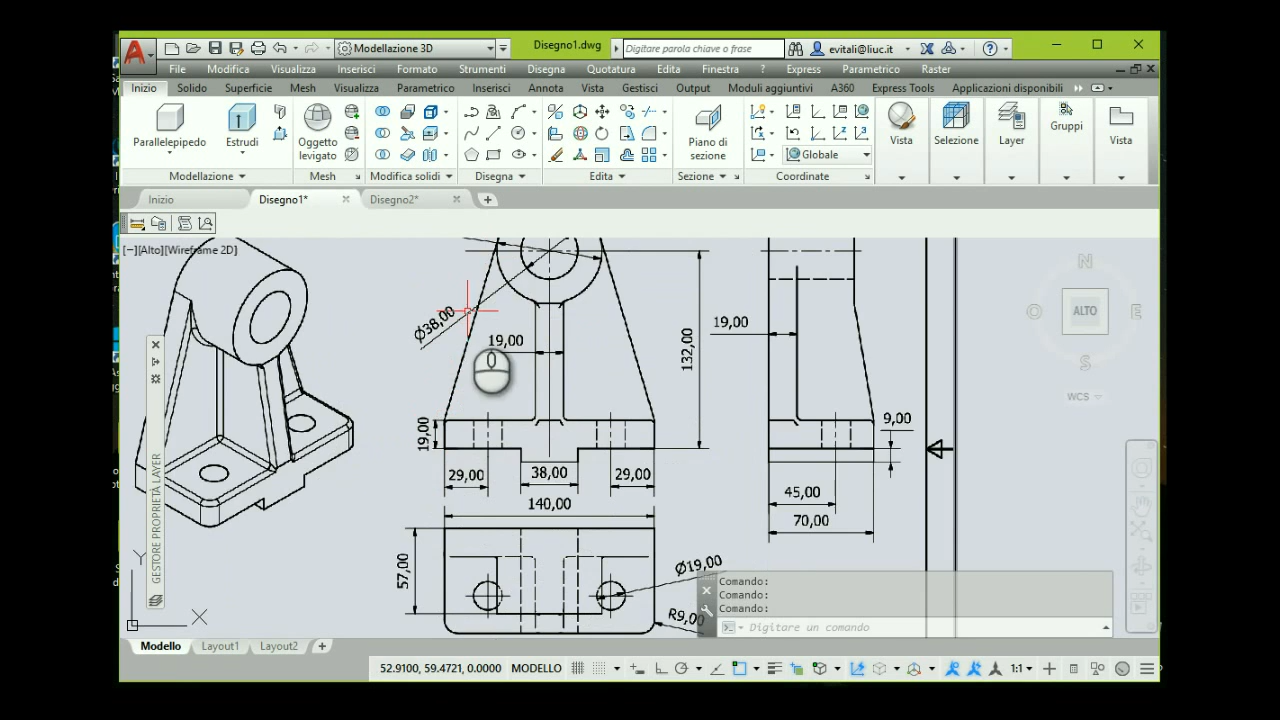 Modellazione 3D
Disegno1.dwg
Digitare parola chiave o frase
evitali@liuc.it
File Modifica Visualizza Inserisci Formato Strumenti Disegna Quotatura Edita Finestra ? Express Parametrico Raster
Inizio Solido Superficie Mesh Visualizza Parametrico Inserisci Annota Vista Gestisci Output Moduli aggiuntivi A360 Express Tools Applicazioni disponibili
Parallelepipedo Estrudi Oggetto levigato Piano di sezione Globale Vista Selezione Layer Gruppi Vista
Modellazione Mesh Modifica solidi Disegna Edita Sezione Coordinate
Inizio Disegno1* Disegno2*
[−][Alto][Wireframe 2D]
N
O ALTO E
S
WCS
Ø38,00
19,00
132,00
19,00
19,00
9,00
29,00 38,00 29,00
140,00
45,00
70,00
57,00
Ø19,00
R9,00
GESTORE PROPRIETÀ LAYER
Y
X
Comando:
Comando:
Comando:
Digitare un comando
Modello Layout1 Layout2
52.9100, 59.4721, 0.0000 MODELLO 1:1